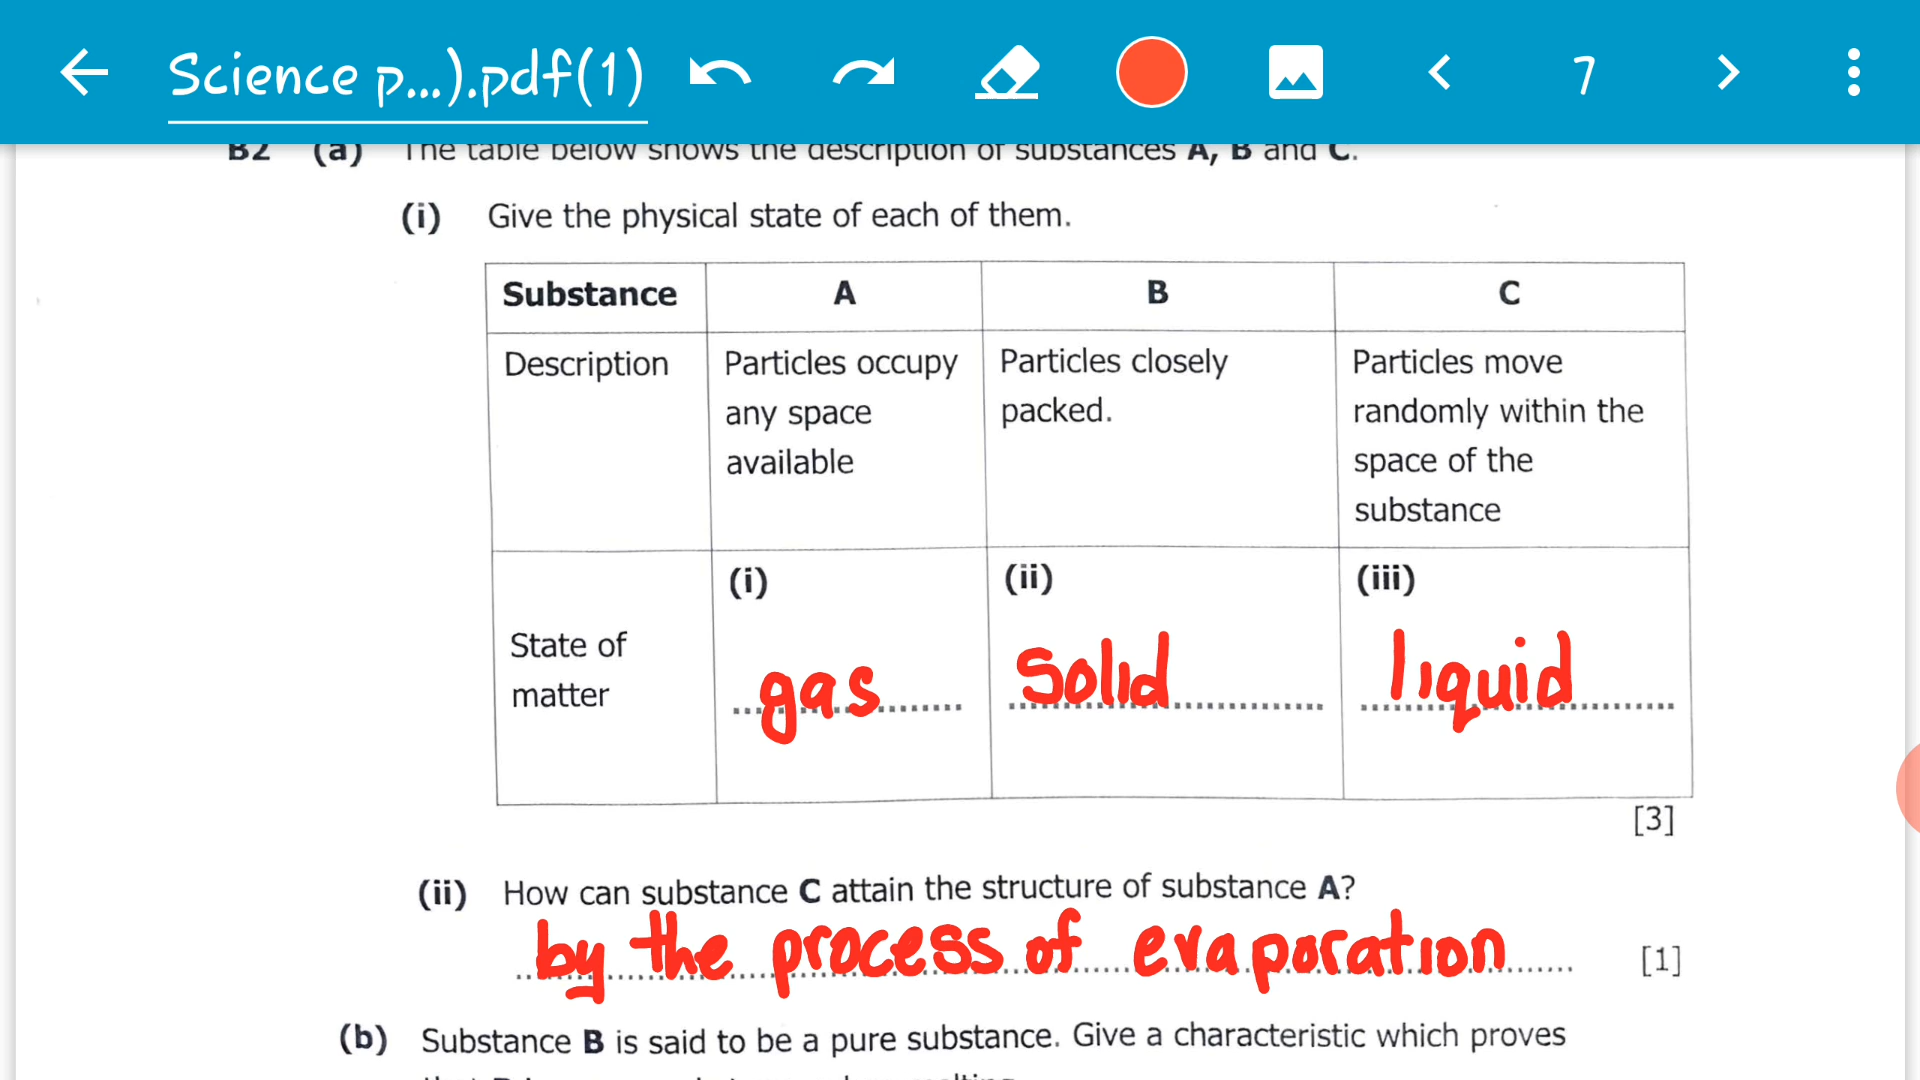 Science p...).pdf(1) 7
B2 (a) The table below shows the description of substances A, B and C.
(i) Give the physical state of each of them.
Substance A B C
Description Particles occupy any space available Particles closely packed. Particles move randomly within the space of the substance
State of matter (i) gas (ii) solid (iii) liquid
[3]
(ii) How can substance C attain the structure of substance A?
by the process of evaporation [1]
(b) Substance B is said to be a pure substance. Give a characteristic which proves